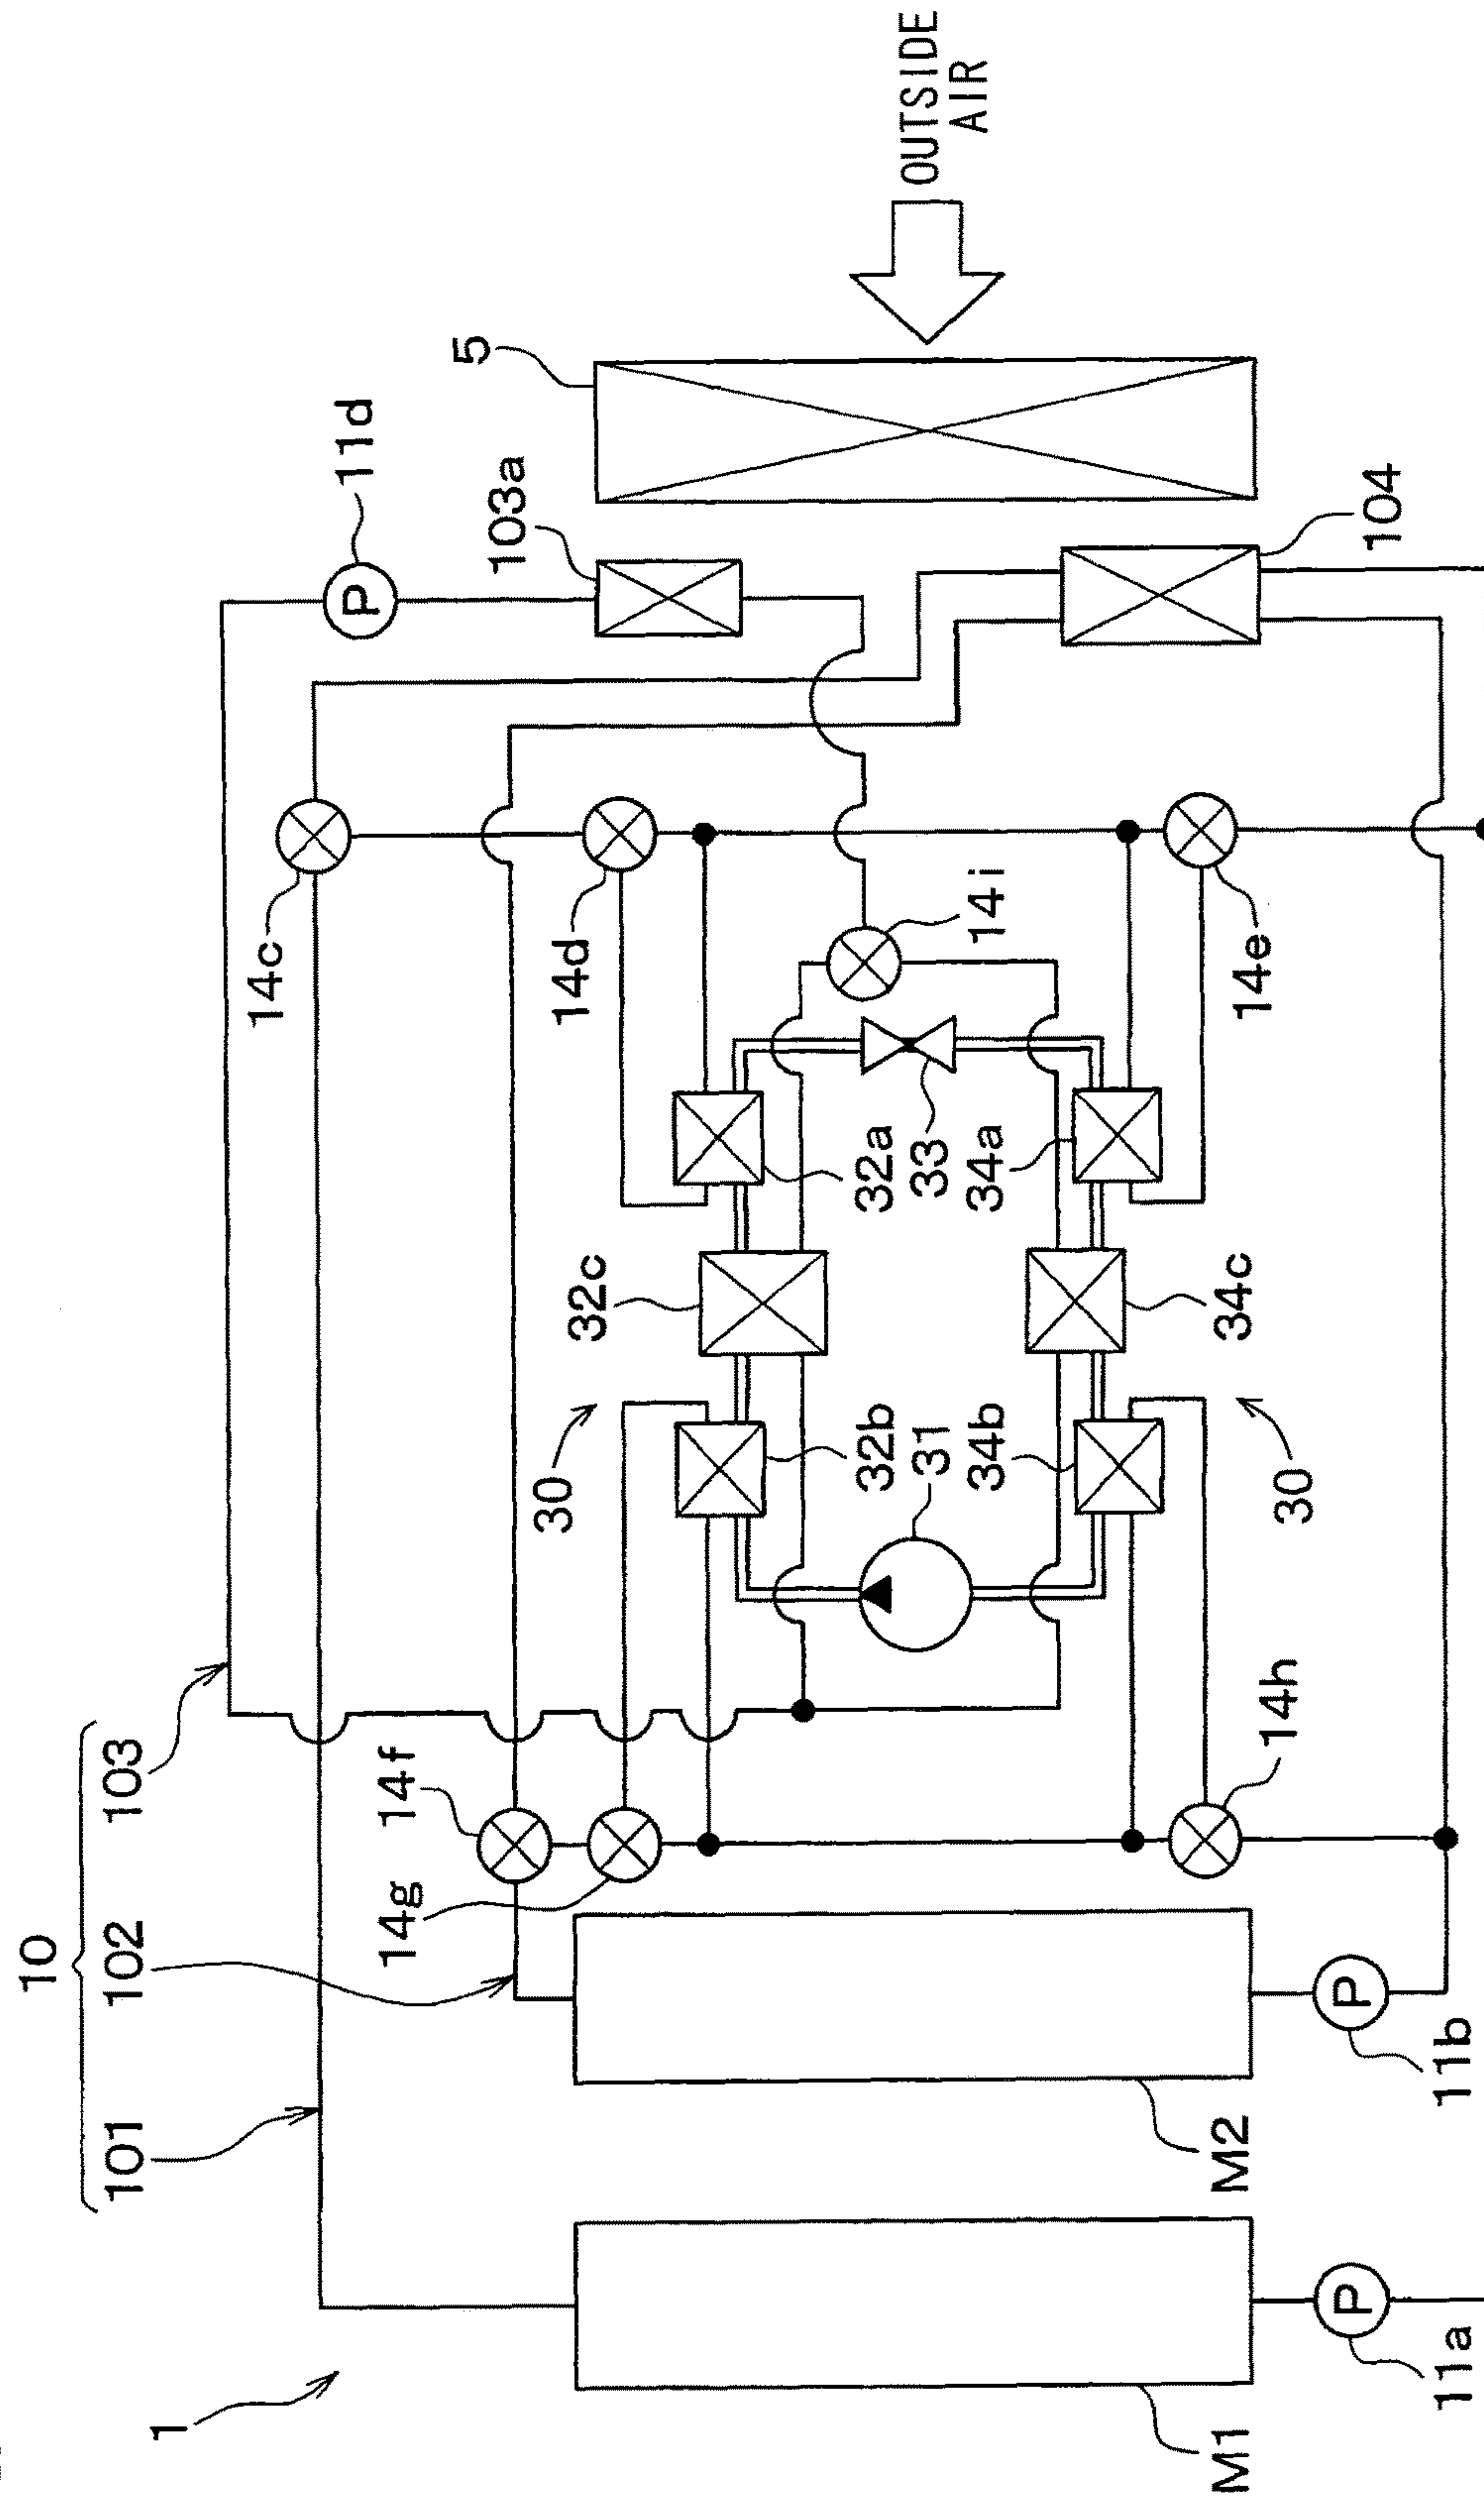 1
10
101 102 103
14c
11d
5
103a
OUTSIDE
AIR
14f
14g
14d
30
32c
32b
32a
31
33
14i
34b
34a
34c
30
14h
14e
104
M1
M2
P
P
P
11a
11b